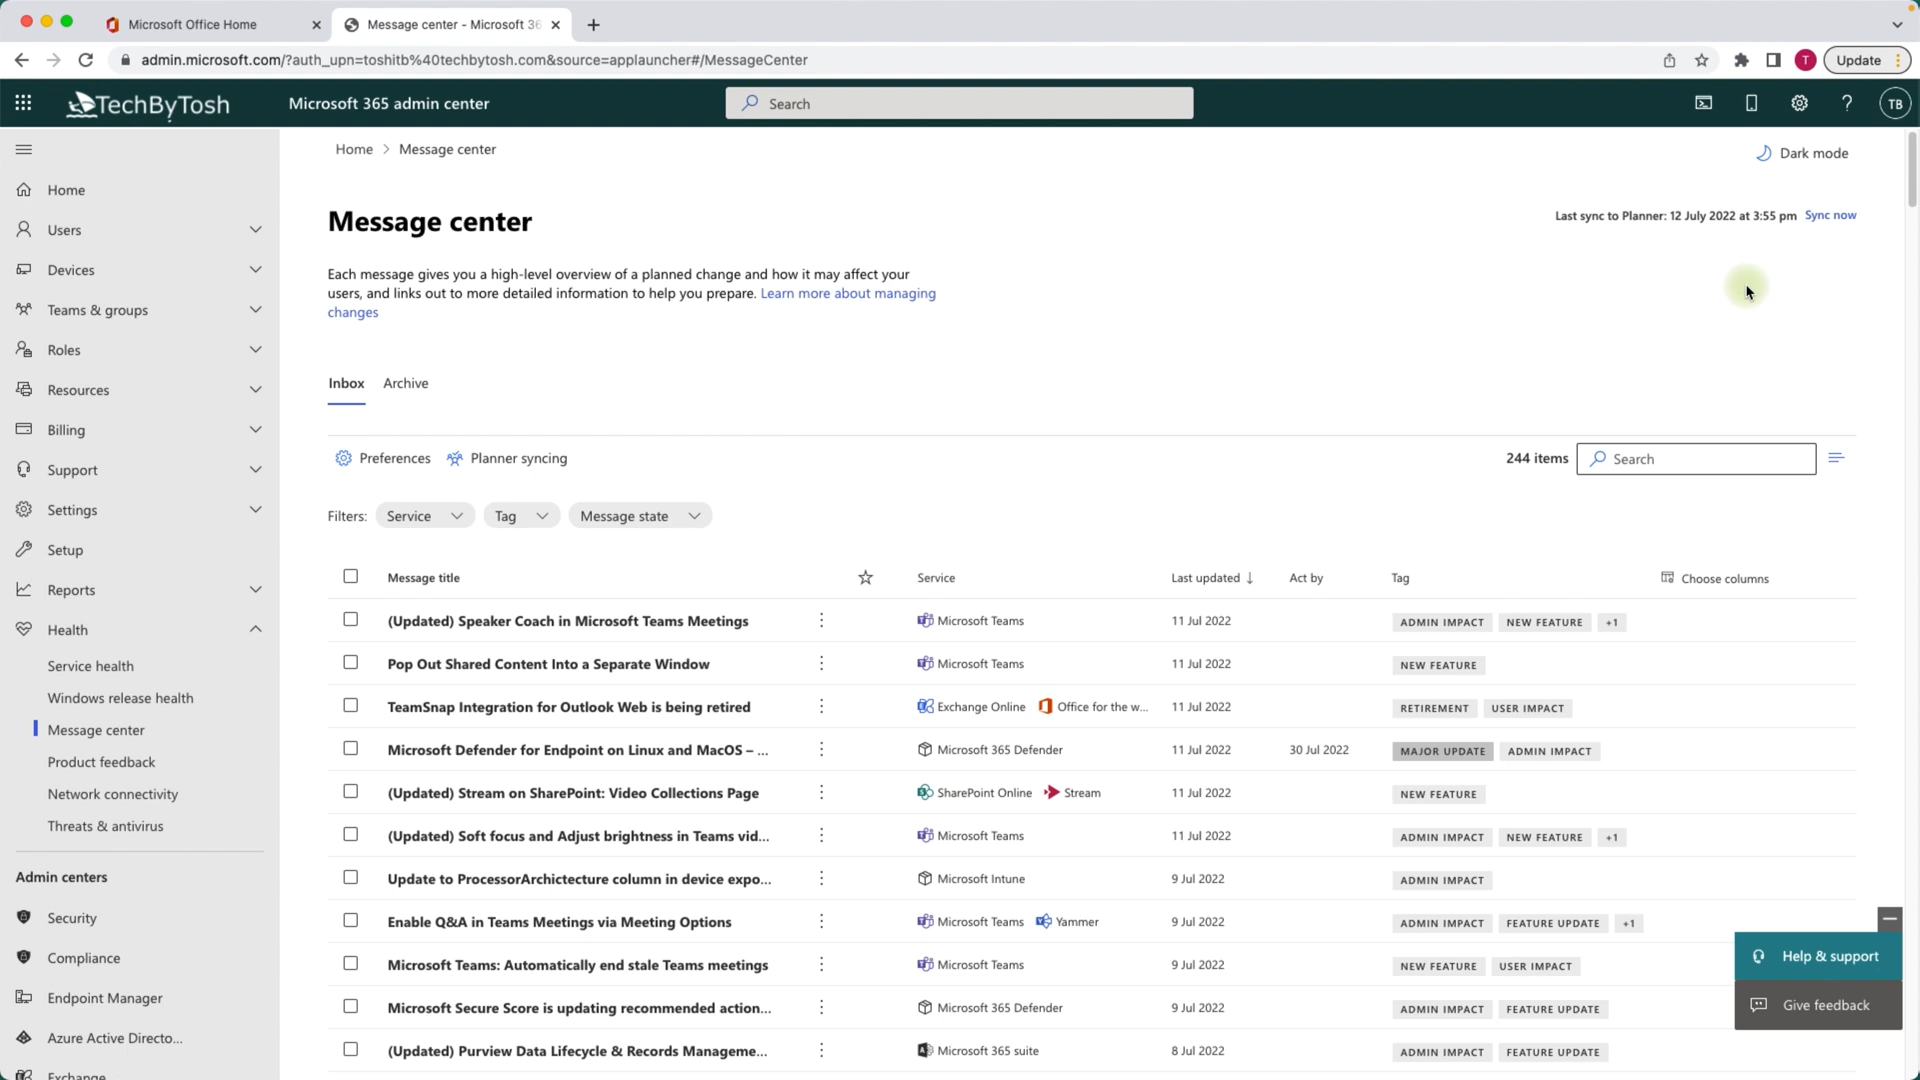 Microsoft Office Home
Message center - Microsoft 36
admin.microsoft.com/?auth_upn=toshitb%40techbytosh.com&source=applauncher#/MessageCenter
T
Update
TechByTosh
Microsoft 365 admin center
Search
?
TB
Home > Message center
Dark mode
Home
Users
Devices
Teams & groups
Roles
Resources
Billing
Support
Settings
Setup
Reports
Health
Service health
Windows release health
Message center
Product feedback
Network connectivity
Threats & antivirus
Admin centers
Security
Compliance
Endpoint Manager
Azure Active Directo...
Exchange
Message center
Last sync to Planner: 12 July 2022 at 3:55 pm Sync now
Each message gives you a high-level overview of a planned change and how it may affect your
users, and links out to more detailed information to help you prepare. Learn more about managing
changes
Inbox Archive
Preferences Planner syncing
244 items Search
Filters: Service Tag Message state
Message title Service Last updated ↓ Act by Tag Choose columns
(Updated) Speaker Coach in Microsoft Teams Meetings Microsoft Teams 11 Jul 2022 ADMIN IMPACT NEW FEATURE +1
Pop Out Shared Content Into a Separate Window Microsoft Teams 11 Jul 2022 NEW FEATURE
TeamSnap Integration for Outlook Web is being retired Exchange Online Office for the w... 11 Jul 2022 RETIREMENT USER IMPACT
Microsoft Defender for Endpoint on Linux and MacOS – ... Microsoft 365 Defender 11 Jul 2022 30 Jul 2022 MAJOR UPDATE ADMIN IMPACT
(Updated) Stream on SharePoint: Video Collections Page SharePoint Online Stream 11 Jul 2022 NEW FEATURE
(Updated) Soft focus and Adjust brightness in Teams vid... Microsoft Teams 11 Jul 2022 ADMIN IMPACT NEW FEATURE +1
Update to ProcessorArchictecture column in device expo... Microsoft Intune 9 Jul 2022 ADMIN IMPACT
Enable Q&A in Teams Meetings via Meeting Options Microsoft Teams Yammer 9 Jul 2022 ADMIN IMPACT FEATURE UPDATE +1
Microsoft Teams: Automatically end stale Teams meetings Microsoft Teams 9 Jul 2022 NEW FEATURE USER IMPACT
Microsoft Secure Score is updating recommended action... Microsoft 365 Defender 9 Jul 2022 ADMIN IMPACT FEATURE UPDATE
(Updated) Purview Data Lifecycle & Records Manageme... Microsoft 365 suite 8 Jul 2022 ADMIN IMPACT FEATURE UPDATE
Help & support
Give feedback